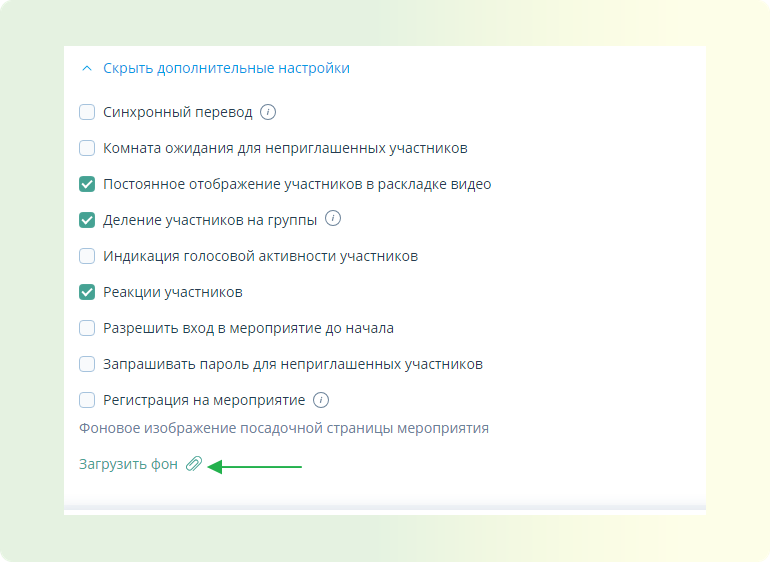 Скрыть дополнительные настройки
Синхронный перевод i
Комната ожидания для неприглашенных участников
Постоянное отображение участников в раскладке видео
Деление участников на группы i
Индикация голосовой активности участников
Реакции участников
Разрешить вход в мероприятие до начала
Запрашивать пароль для неприглашенных участников
Регистрация на мероприятие i
Фоновое изображение посадочной страницы мероприятия
Загрузить фон